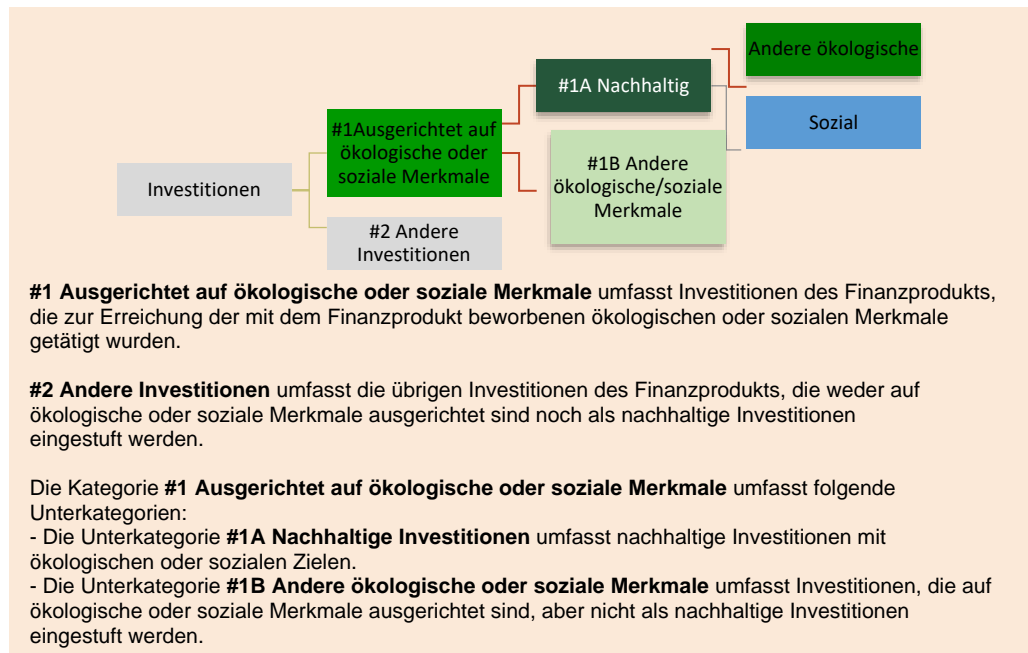 Andere ökologische
#1A Nachhaltig
Sozial
#1Ausgerichtet auf
ökologische oder
soziale Merkmale
#1B Andere
ökologische/soziale
Merkmale
Investitionen
#2 Andere
Investitionen
#1 Ausgerichtet auf ökologische oder soziale Merkmale umfasst Investitionen des Finanzprodukts,
die zur Erreichung der mit dem Finanzprodukt beworbenen ökologischen oder sozialen Merkmale
getätigt wurden.
#2 Andere Investitionen umfasst die übrigen Investitionen des Finanzprodukts, die weder auf
ökologische oder soziale Merkmale ausgerichtet sind noch als nachhaltige Investitionen
eingestuft werden.
Die Kategorie #1 Ausgerichtet auf ökologische oder soziale Merkmale umfasst folgende
Unterkategorien:
- Die Unterkategorie #1A Nachhaltige Investitionen umfasst nachhaltige Investitionen mit
ökologischen oder sozialen Zielen.
- Die Unterkategorie #1B Andere ökologische oder soziale Merkmale umfasst Investitionen, die auf
ökologische oder soziale Merkmale ausgerichtet sind, aber nicht als nachhaltige Investitionen
eingestuft werden.